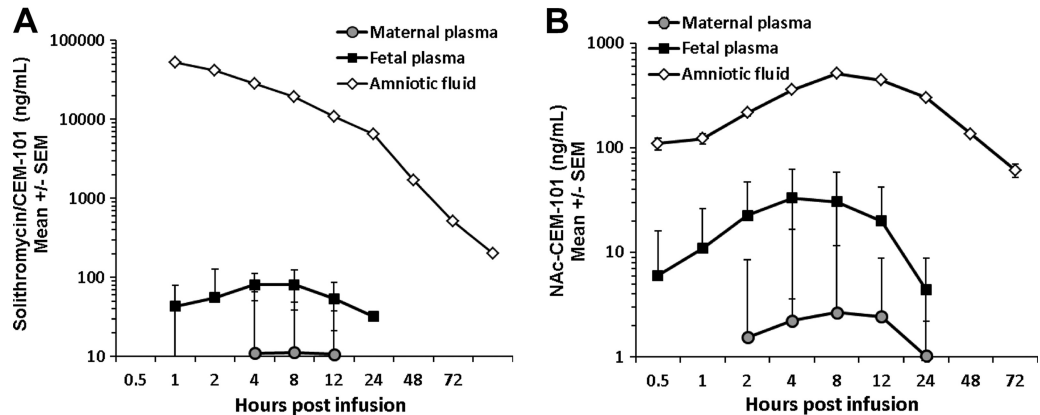 A
Maternal plasma
Fetal plasma
Amniotic fluid
Solithromycin/CEM-101 (ng/mL)
Mean +/- SEM
100000
10000
1000
100
10
0.5 1 2 4 8 12 24 48 72
Hours post infusion
B
Maternal plasma
Fetal plasma
Amniotic fluid
NAc-CEM-101 (ng/mL)
Mean +/- SEM
1000
100
10
1
0.5 1 2 4 8 12 24 48 72
Hours post infusion